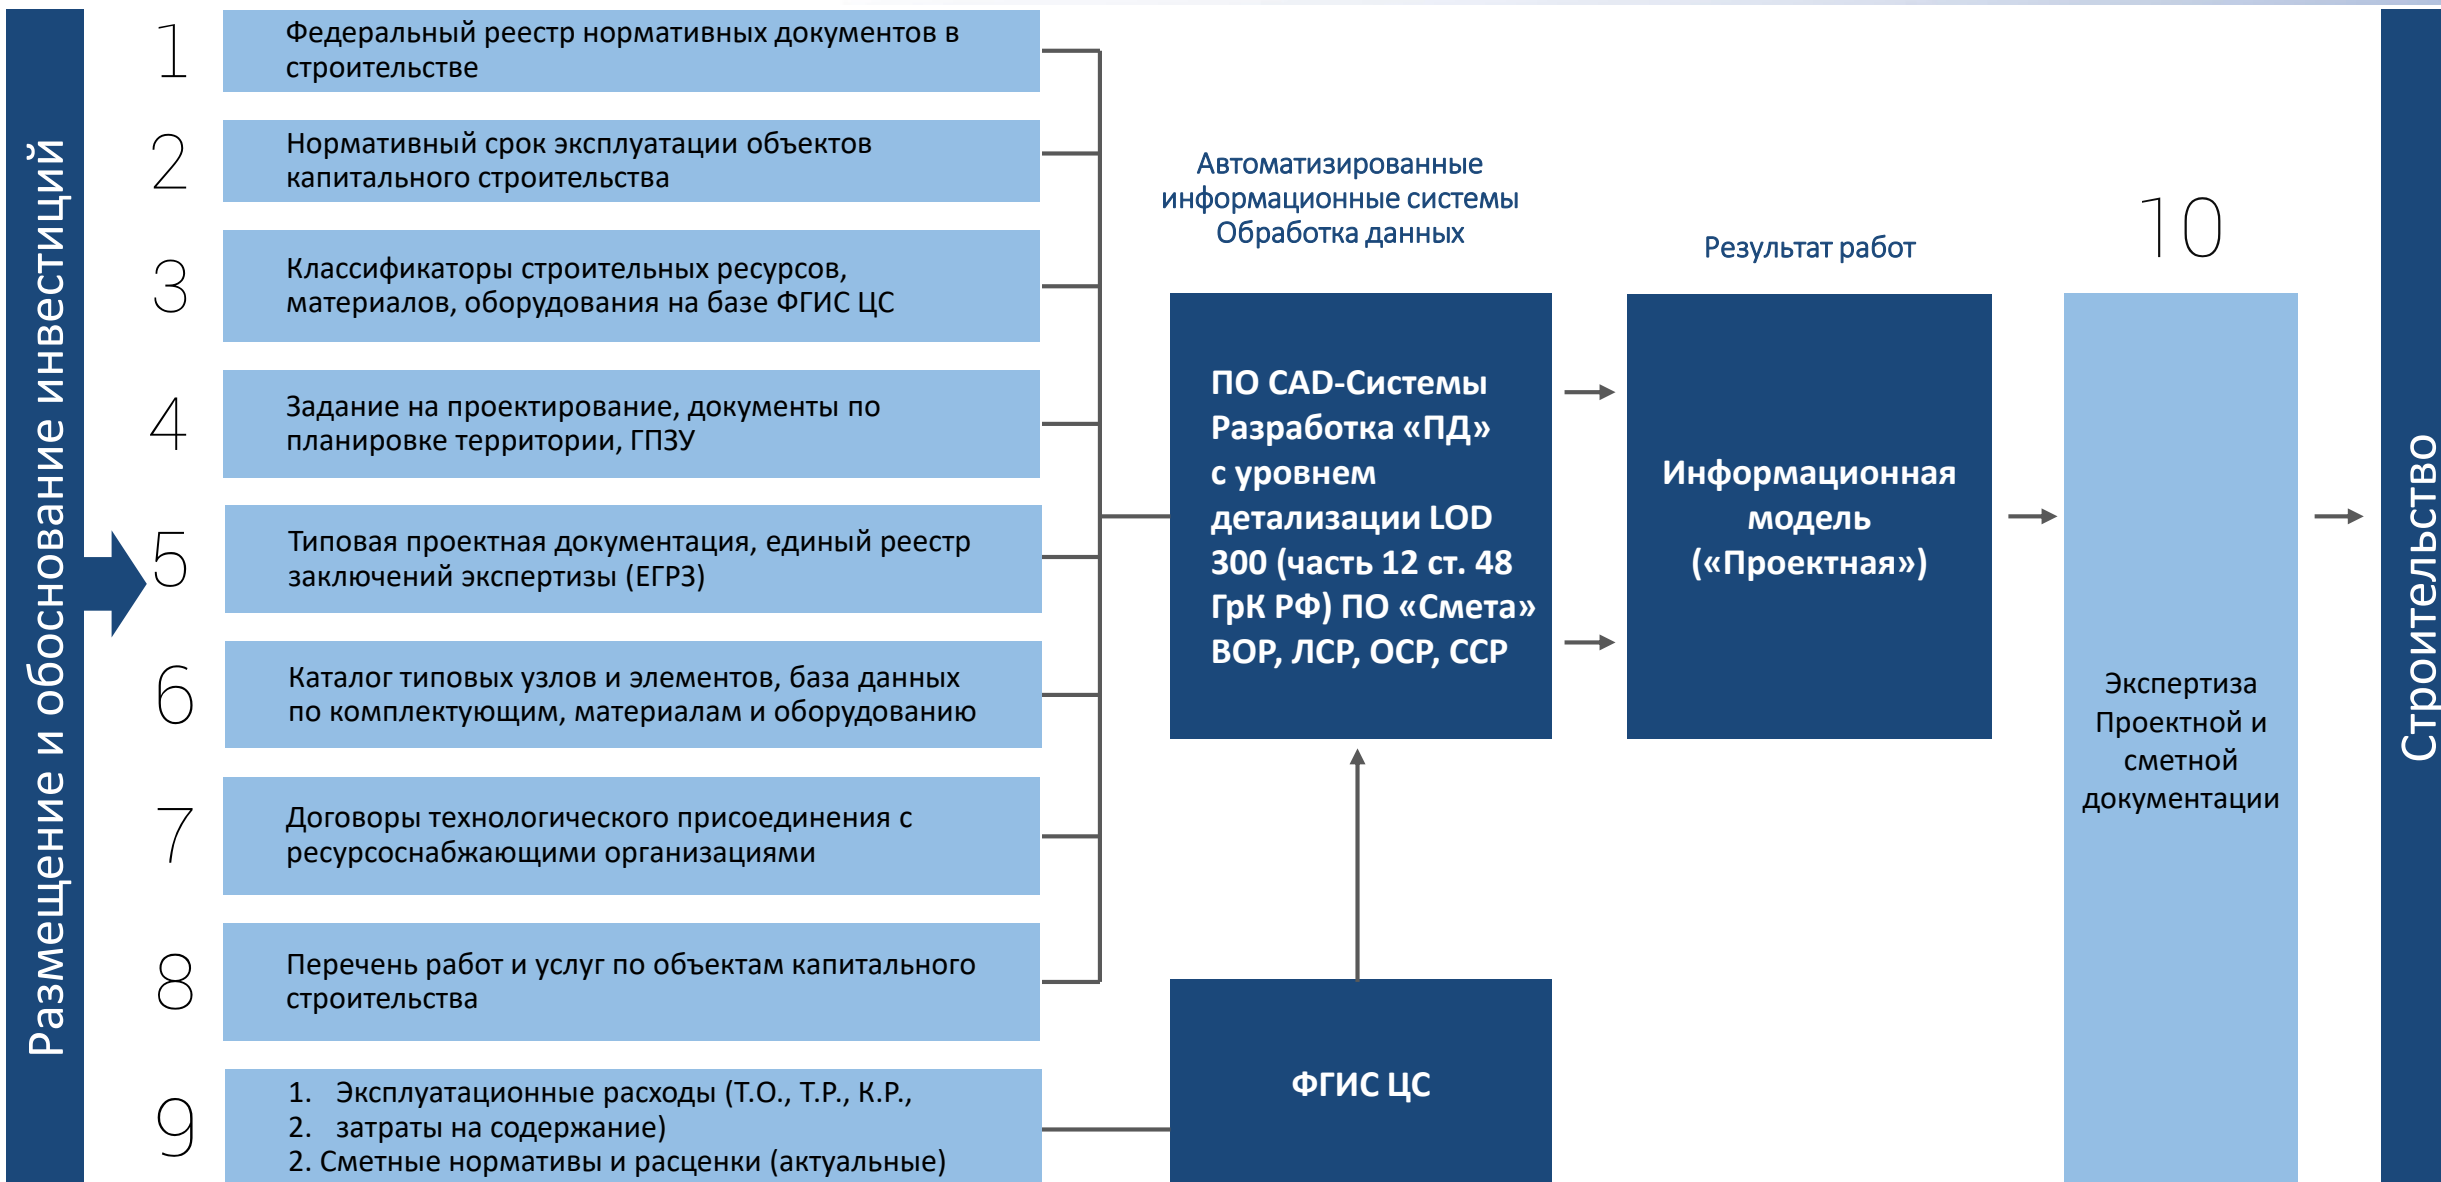 Размещение и обоснование инвестиций
1
Федеральный реестр нормативных документов в
строительстве
2
Нормативный срок эксплуатации объектов
капитального строительства
3
Классификаторы строительных ресурсов,
материалов, оборудования на базе ФГИС ЦС
4
Задание на проектирование, документы по
планировке территории, ГПЗУ
5
Типовая проектная документация, единый реестр
заключений экспертизы (ЕГРЗ)
6
Каталог типовых узлов и элементов, база данных
по комплектующим, материалам и оборудованию
7
Договоры технологического присоединения с
ресурсоснабжающими организациями
8
Перечень работ и услуг по объектам капитального
строительства
9
1. Эксплуатационные расходы (Т.О., Т.Р., К.Р.,
2. затраты на содержание)
2. Сметные нормативы и расценки (актуальные)
Автоматизированные
информационные системы
Обработка данных
ПО CAD-Системы
Разработка «ПД»
с уровнем
детализации LOD
300 (часть 12 ст. 48
ГрК РФ) ПО «Смета»
ВОР, ЛСР, ОСР, ССР
ФГИС ЦС
Результат работ
Информационная
модель
(«Проектная»)
10
Экспертиза
Проектной и
сметной
документации
Строительство